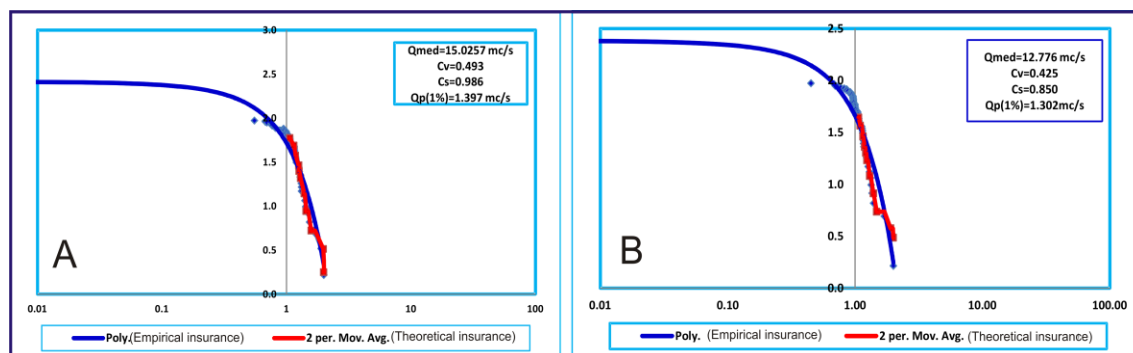 3.0
Qmed=15.0257 mc/s
Cv=0.493
Cs=0.986
Qp(1%)=1.397 mc/s
2.5
2.0
1.5
1.0
A
0.5
0.0
0.01 0.1 1 10 100
Poly.(Empirical insurance) 2 per. Mov. Avg. (Theoretical insurance)
2.5
Qmed=12.776 mc/s
Cv=0.425
Cs=0.850
Qp(1%)=1.302mc/s
2.0
1.5
1.0
B
0.5
0.0
0.01 0.10 1.00 10.00 100.00
Poly. (Empirical insurance) 2 per. Mov. Avg. (Theoretical insurance)